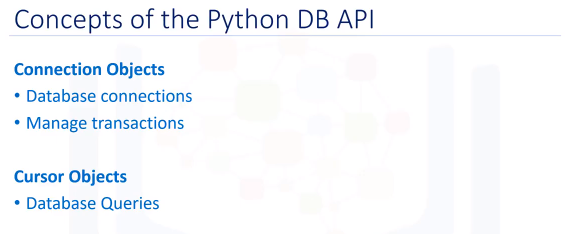 Concepts of the Python DB API
Connection Objects
• Database connections
• Manage transactions
Cursor Objects
• Database Queries